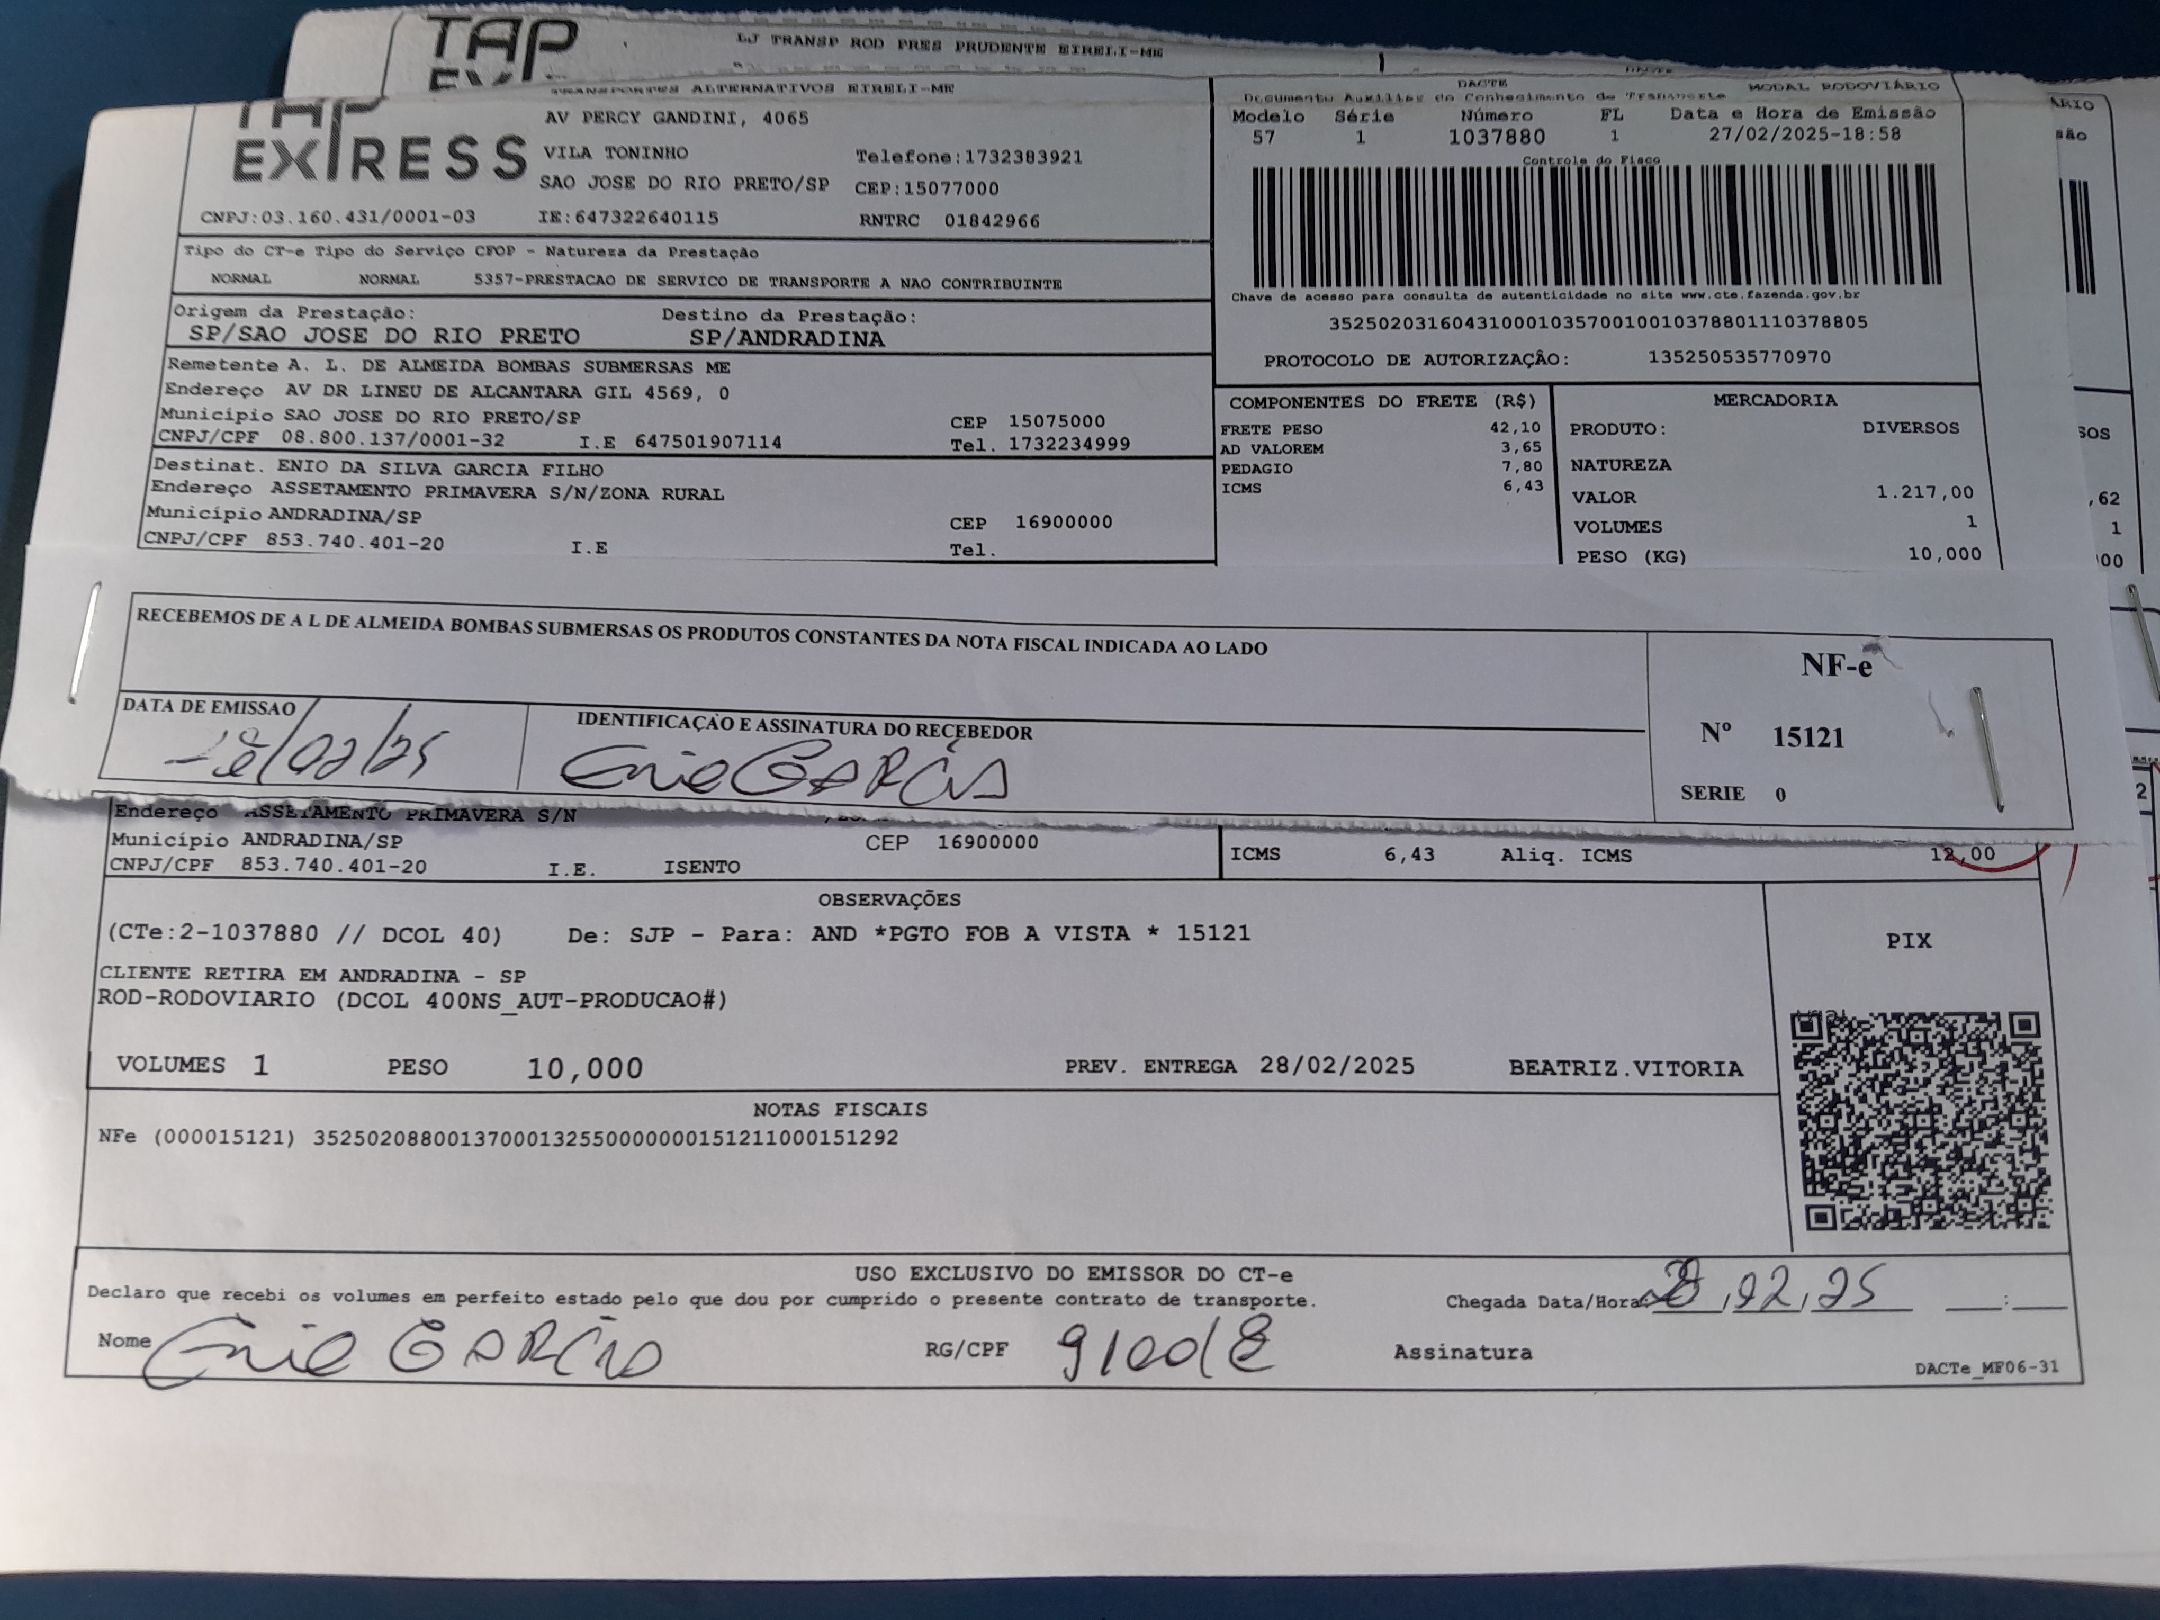 TAP
LJ TRANSP ROD PRES PRUDENTE EIRELI-ME
TAP
EXPRESS
TRANSPORTES ALTERNATIVOS EIRELI-ME
AV PERCY GANDINI, 4065
VILA TONINHO Telefone:1732383921
SAO JOSE DO RIO PRETO/SP CEP:15077000
CNPJ:03.160.431/0001-03 IE:647322640115 RNTRC 01842966
DACTE MODAL RODOVIÁRIO
Documento Auxiliar do Conhecimento de Transporte
Modelo Série Número FL Data e Hora de Emissão
57 1 1037880 1 27/02/2025-18:58
Controle do Fisco
Chave de acesso para consulta de autenticidade no site www.cte.fazenda.gov.br
35250203160431000103570010010378801110378805
PROTOCOLO DE AUTORIZAÇÃO: 135250535770970
Tipo do CT-e Tipo do Serviço CFOP - Natureza da Prestação
NORMAL NORMAL 5357-PRESTACAO DE SERVICO DE TRANSPORTE A NAO CONTRIBUINTE
Origem da Prestação: Destino da Prestação:
SP/SAO JOSE DO RIO PRETO SP/ANDRADINA
Remetente A. L. DE ALMEIDA BOMBAS SUBMERSAS ME
Endereço AV DR LINEU DE ALCANTARA GIL 4569, 0
Município SAO JOSE DO RIO PRETO/SP CEP 15075000
CNPJ/CPF 08.800.137/0001-32 I.E 647501907114 Tel. 1732234999
Destinat. ENIO DA SILVA GARCIA FILHO
Endereço ASSETAMENTO PRIMAVERA S/N/ZONA RURAL
Município ANDRADINA/SP CEP 16900000
CNPJ/CPF 853.740.401-20 I.E Tel.
COMPONENTES DO FRETE (R$)
FRETE PESO 42,10
AD VALOREM 3,65
PEDAGIO 7,80
ICMS 6,43
MERCADORIA
PRODUTO: DIVERSOS
NATUREZA
VALOR 1.217,00
VOLUMES 1
PESO (KG) 10,000
RECEBEMOS DE A L DE ALMEIDA BOMBAS SUBMERSAS OS PRODUTOS CONSTANTES DA NOTA FISCAL INDICADA AO LADO
DATA DE EMISSAO
28/02/25
IDENTIFICAÇÃO E ASSINATURA DO RECEBEDOR
Enio GARCIA
NF-e
Nº 15121
SERIE 0
Endereço ASSETAMENTO PRIMAVERA S/N
Município ANDRADINA/SP CEP 16900000
CNPJ/CPF 853.740.401-20 I.E. ISENTO
ICMS 6,43 Aliq. ICMS 12,00
OBSERVAÇÕES
(CTe:2-1037880 // DCOL 40) De: SJP - Para: AND *PGTO FOB A VISTA * 15121
CLIENTE RETIRA EM ANDRADINA - SP
ROD-RODOVIARIO (DCOL 400NS_AUT-PRODUCAO#)
PIX
VOLUMES 1 PESO 10,000 PREV. ENTREGA 28/02/2025 BEATRIZ.VITORIA
NOTAS FISCAIS
NFe (000015121) 35250208800137000132550000000151211000151292
USO EXCLUSIVO DO EMISSOR DO CT-e
Declaro que recebi os volumes em perfeito estado pelo que dou por cumprido o presente contrato de transporte. Chegada Data/Hora: 28,02,25
Nome Enio GARCIA RG/CPF Assinatura
DACTe_MF06-31